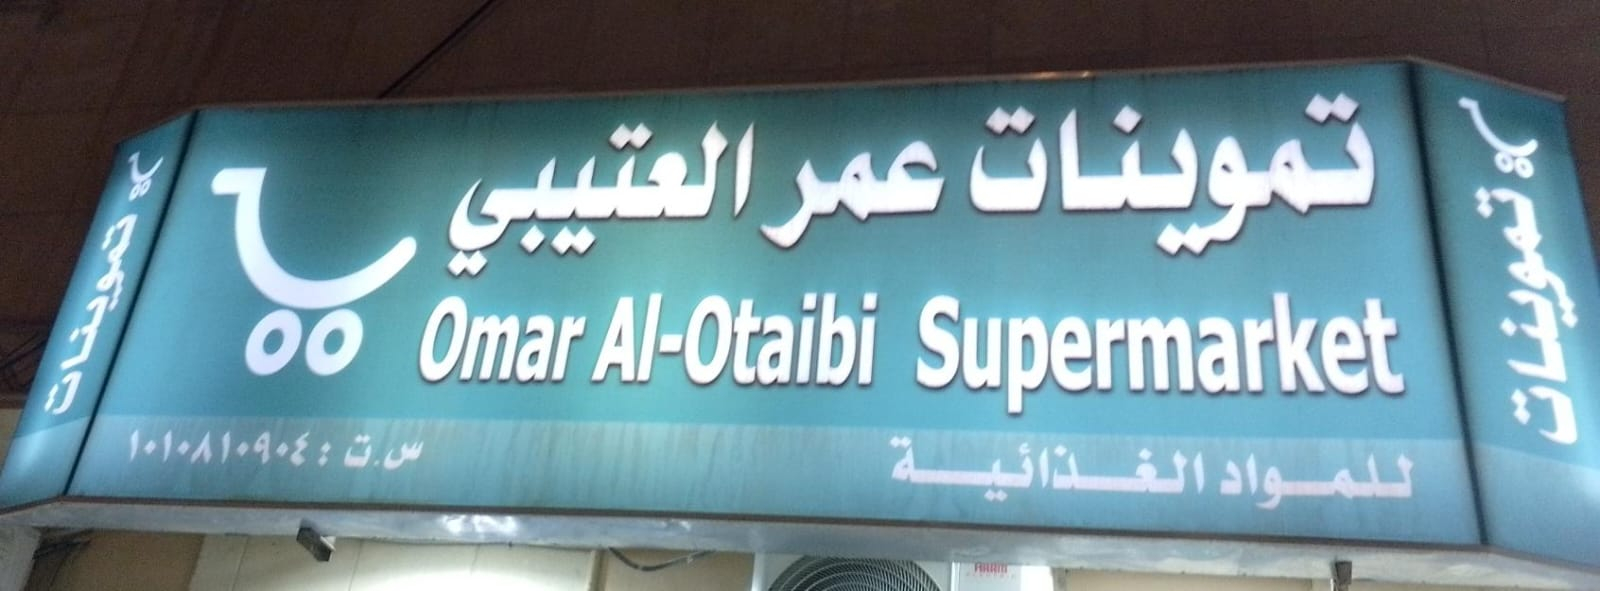 تموينات عمر العتيبي
Omar Al-Otaibi Supermarket
للمواد الغذائية
س.ت : ١٠١٠٨١٠٩٠٤
تموينات
تموينات